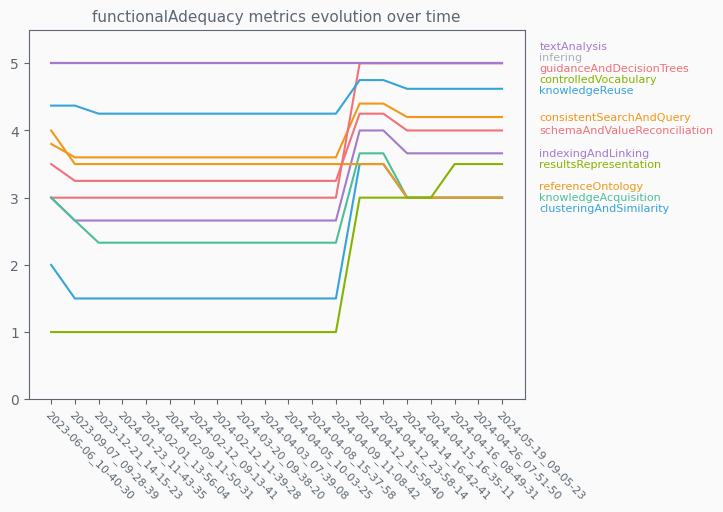 functionalAdequacy metrics evolution over time
5
4
3
2
1
0
textAnalysis
infering
guidanceAndDecisionTrees
controlledVocabulary
knowledgeReuse
consistentSearchAndQuery
schemaAndValueReconciliation
indexingAndLinking
resultsRepresentation
referenceOntology
knowledgeAcquisition
clusteringAndSimilarity
2023-06-06_10-40-30
2023-09-07_09-28-39
2023-12-21_14-15-23
2024-01-23_11-43-35
2024-02-01_13-56-04
2024-02-09_11-50-31
2024-02-12_09-13-41
2024-02-12_11-39-28
2024-03-20_09-38-20
2024-04-03_07-39-08
2024-04-05_10-03-25
2024-04-08_15-37-58
2024-04-09_11-08-42
2024-04-12_15-59-40
2024-04-12_23-58-14
2024-04-14_16-42-41
2024-04-15_16-35-11
2024-04-16_08-49-31
2024-04-26_07-51-50
2024-05-19_09-05-23